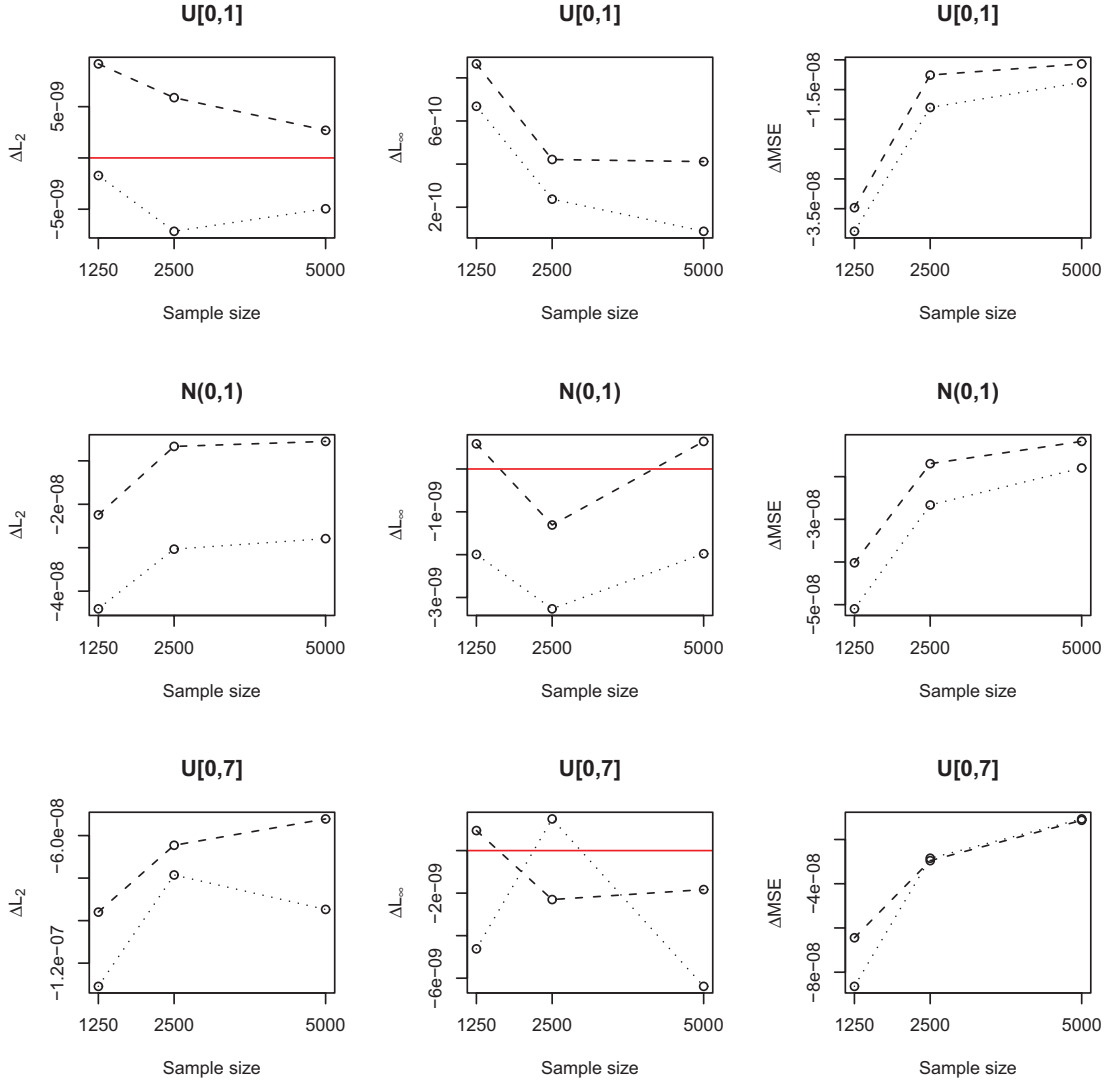 U[0,1]
ΔL2
5e−09
−5e−09
1250
2500
5000
Sample size
U[0,1]
ΔL∞
6e−10
2e−10
1250
2500
5000
Sample size
U[0,1]
ΔMSE
−1.5e−08
−3.5e−08
1250
2500
5000
Sample size
N(0,1)
ΔL2
−2e−08
−4e−08
1250
2500
5000
Sample size
N(0,1)
ΔL∞
−1e−09
−3e−09
1250
2500
5000
Sample size
N(0,1)
ΔMSE
−3e−08
−5e−08
1250
2500
5000
Sample size
U[0,7]
ΔL2
−6.0e−08
−1.2e−07
1250
2500
5000
Sample size
U[0,7]
ΔL∞
−2e−09
−6e−09
1250
2500
5000
Sample size
U[0,7]
ΔMSE
−4e−08
−8e−08
1250
2500
5000
Sample size